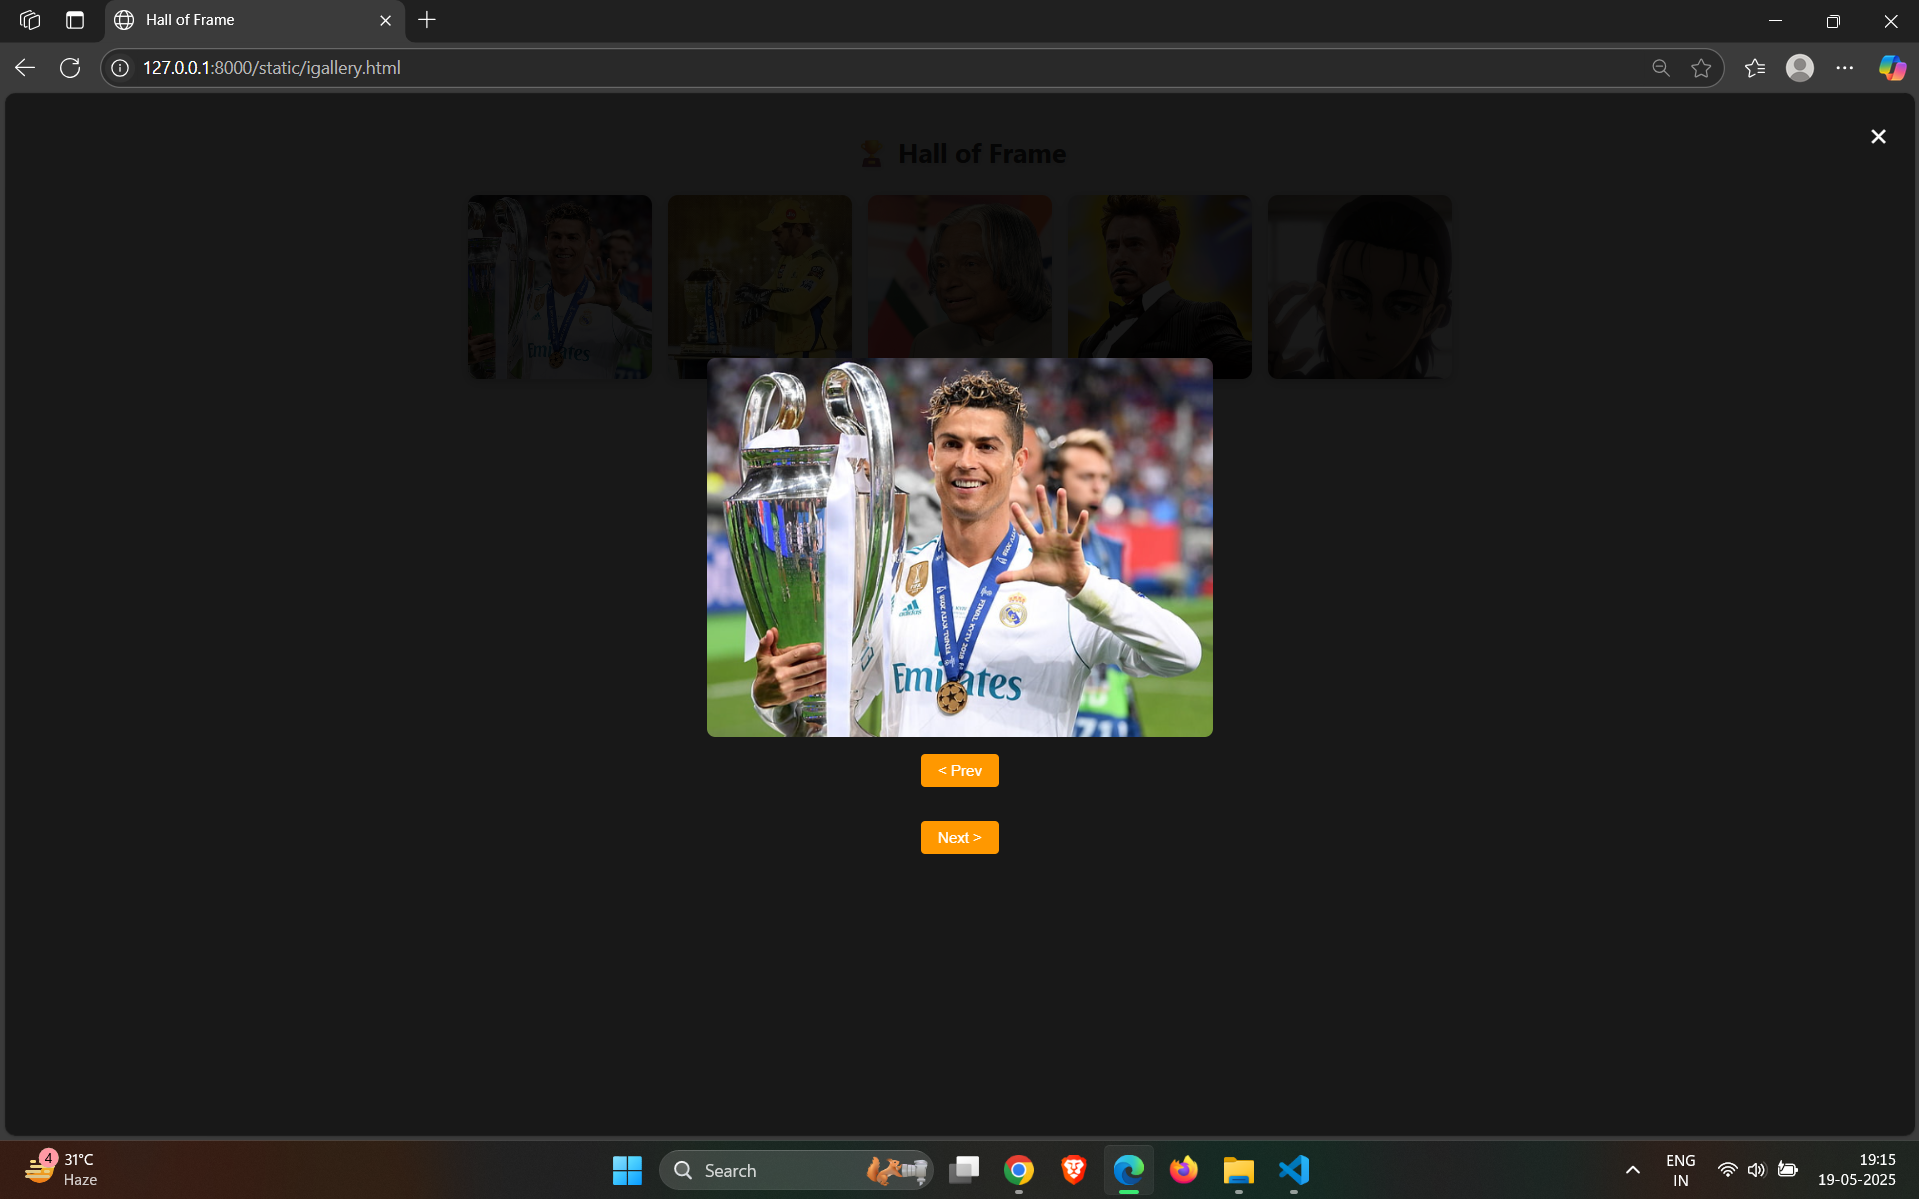 Hall of Frame
127.0.0.1:8000/static/igallery.html
Hall of Frame
Emirates
adidas
Emirates
< Prev
Next >
4
31°C
Haze
Search
ENG
IN
19:15
19-05-2025